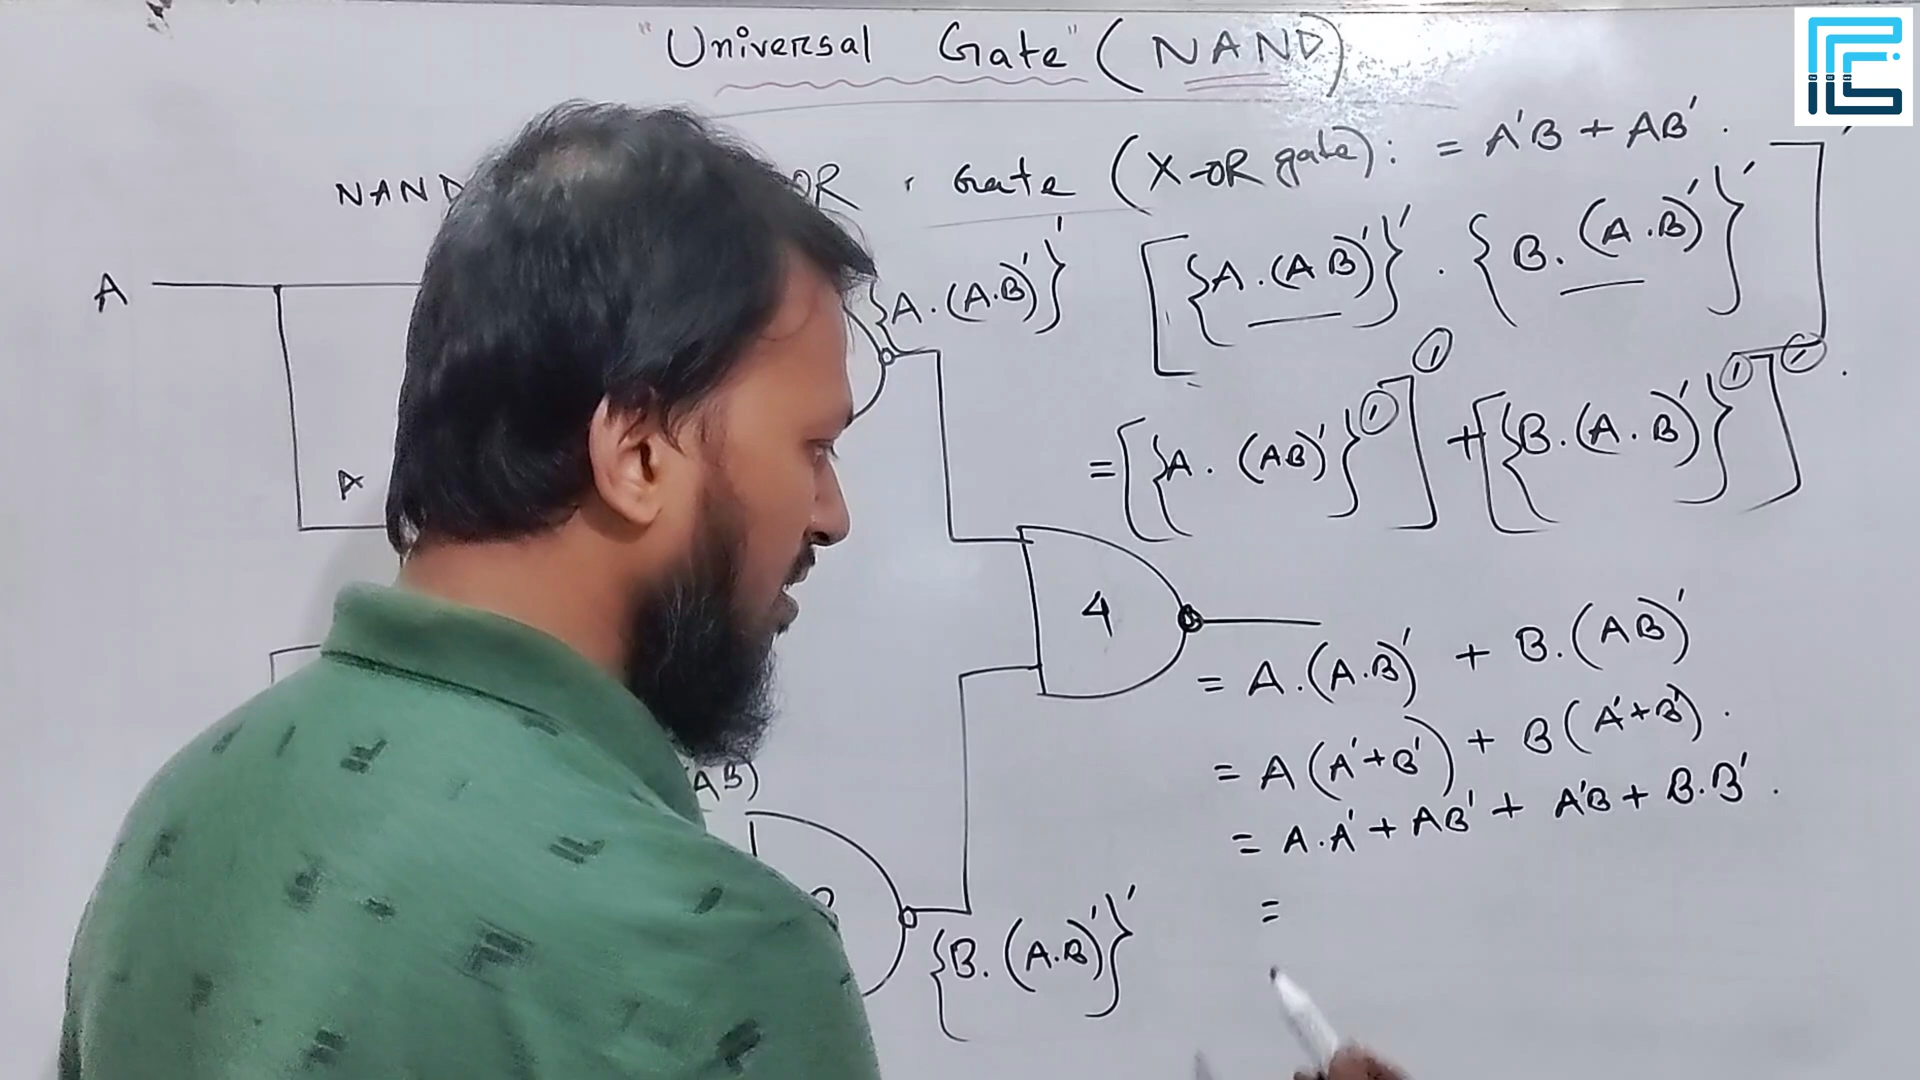 "Universal Gate" (NAND)
NAND OR Gate (X-OR gate): = A'B + AB'.
A
{A.(A.B)'}'
[{A.(AB)'}' . {B.(A.B)'}']'
A
= [{A.(AB)'}']' + [{B.(A.B)'}']'
4
= A.(A.B)' + B.(AB)'
= A(A'+B') + B(A'+B').
= A.A' + AB' + A'B + B.B'.
(AB)
=
{B.(A.B)'}'